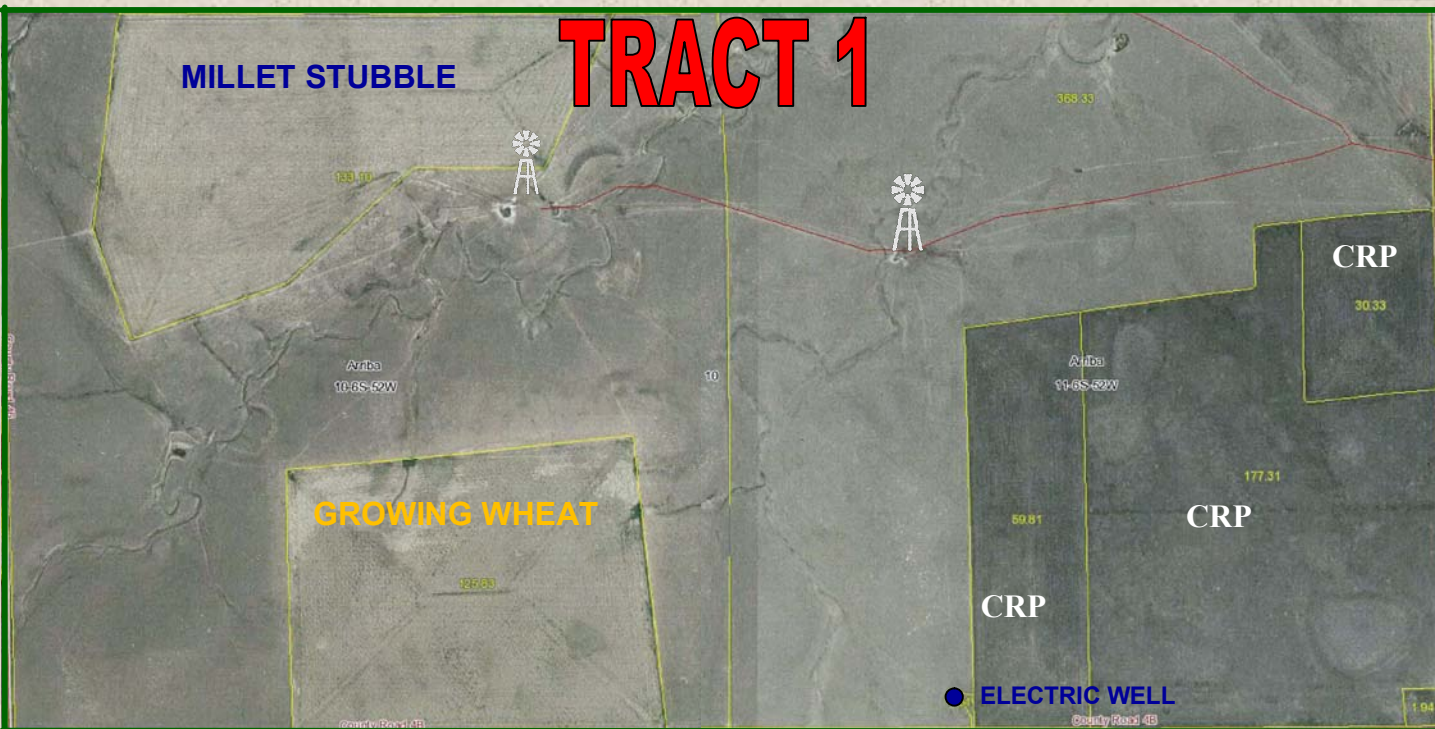 TRACT 1
MILLET STUBBLE
368.33
133.10
CRP
30.33
Arriba
10-6S-52W
10
Arriba
11-6S-52W
177.31
CRP
GROWING WHEAT
59.81
125.83
CRP
ELECTRIC WELL
1.94
County Road 4B
County Road 4B